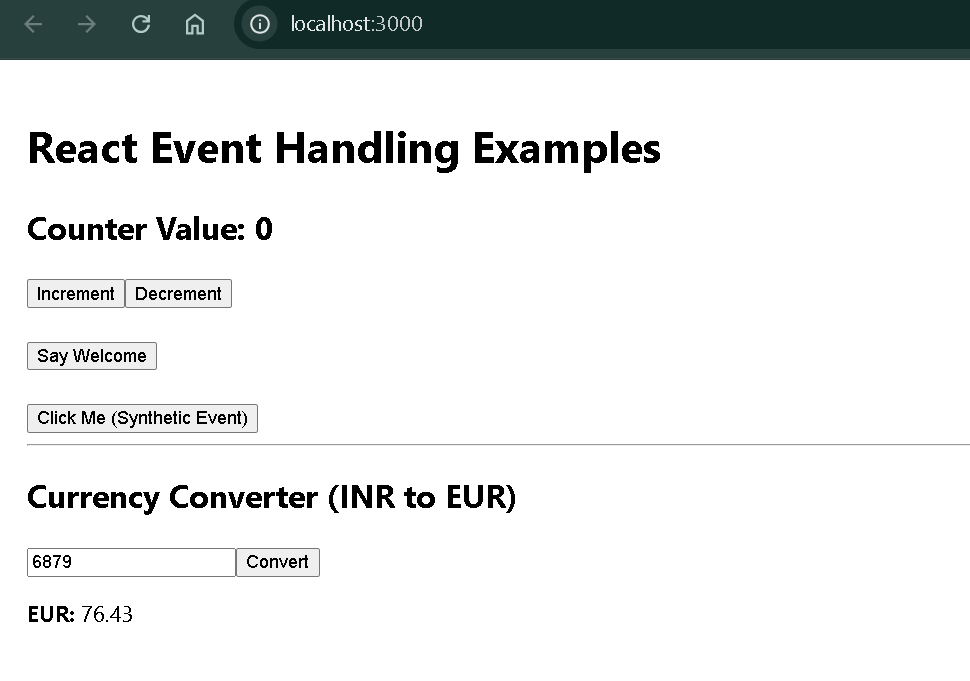 localhost:3000
React Event Handling Examples
Counter Value: 0
Increment Decrement
Say Welcome
Click Me (Synthetic Event)
Currency Converter (INR to EUR)
6879 Convert
EUR: 76.43